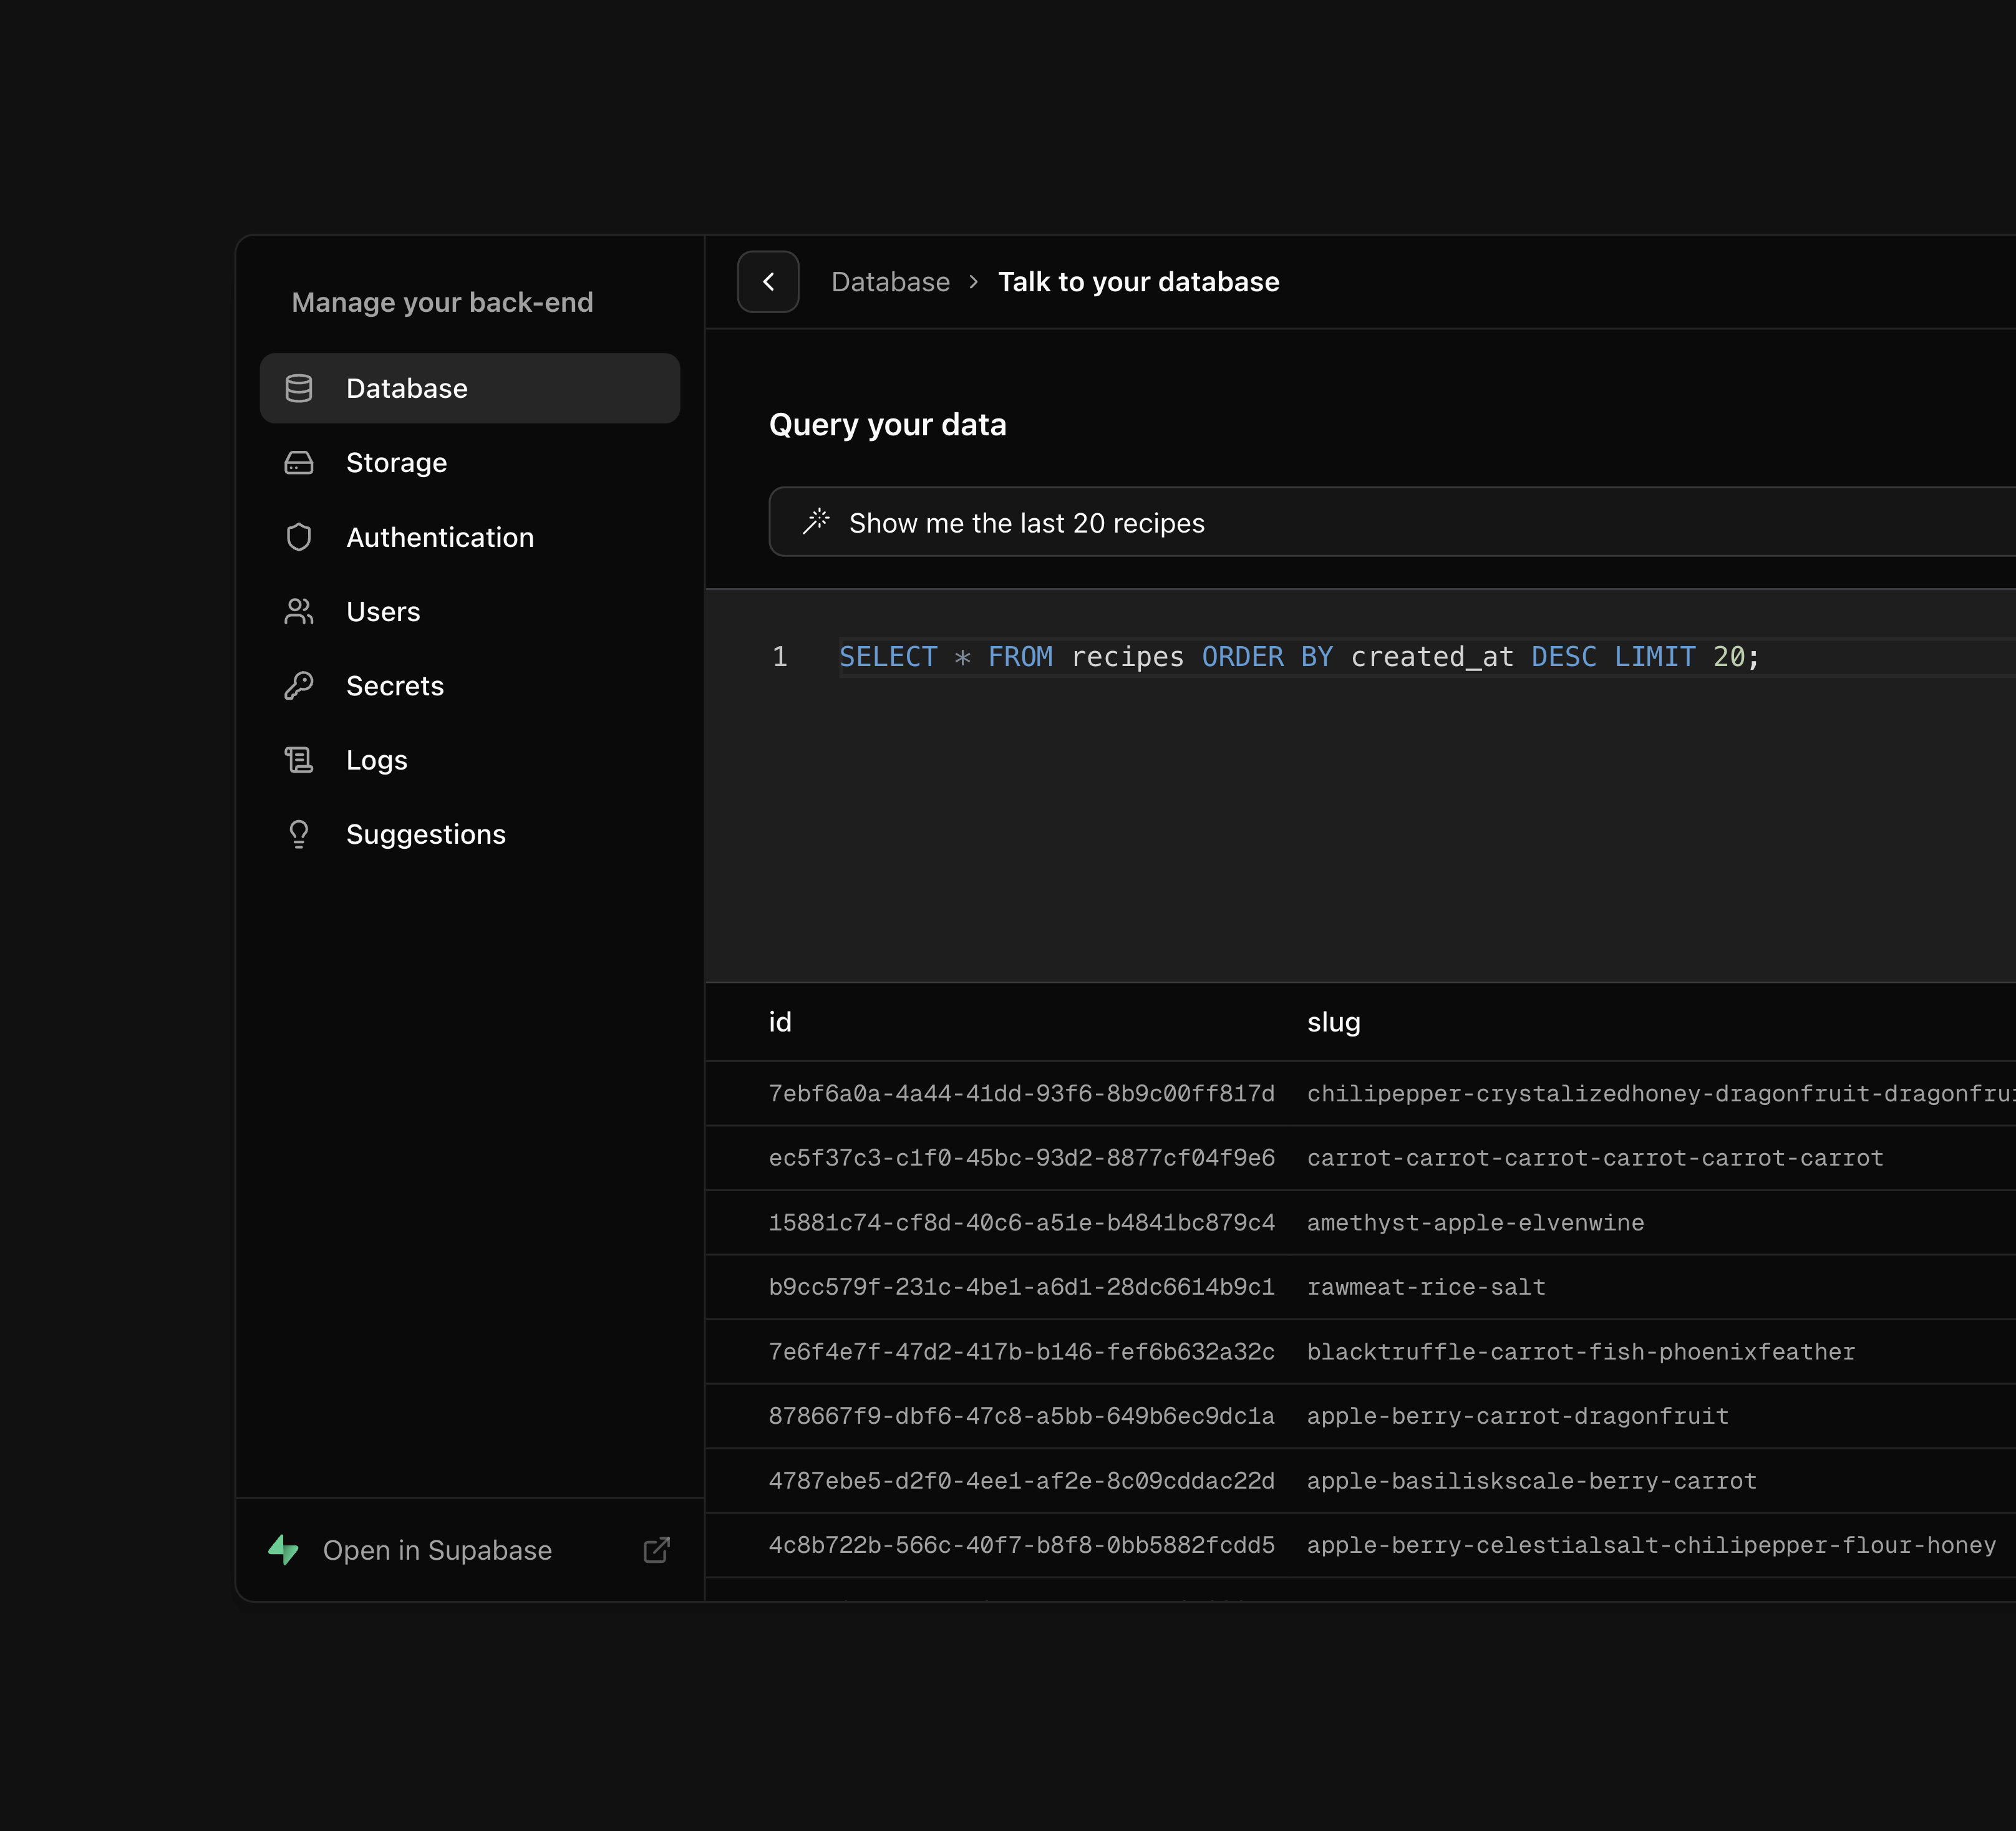 Manage your back-end
Database
Storage
Authentication
Users
Secrets
Logs
Suggestions
Open in Supabase
Database > Talk to your database
Query your data
Show me the last 20 recipes
1 SELECT * FROM recipes ORDER BY created_at DESC LIMIT 20;
id slug
7ebf6a0a-4a44-41dd-93f6-8b9c00ff817d chilipepper-crystalizedhoney-dragonfruit-dragonfrui
ec5f37c3-c1f0-45bc-93d2-8877cf04f9e6 carrot-carrot-carrot-carrot-carrot-carrot
15881c74-cf8d-40c6-a51e-b4841bc879c4 amethyst-apple-elvenwine
b9cc579f-231c-4be1-a6d1-28dc6614b9c1 rawmeat-rice-salt
7e6f4e7f-47d2-417b-b146-fef6b632a32c blacktruffle-carrot-fish-phoenixfeather
878667f9-dbf6-47c8-a5bb-649b6ec9dc1a apple-berry-carrot-dragonfruit
4787ebe5-d2f0-4ee1-af2e-8c09cddac22d apple-basiliskscale-berry-carrot
4c8b722b-566c-40f7-b8f8-0bb5882fcdd5 apple-berry-celestialsalt-chilipepper-flour-honey